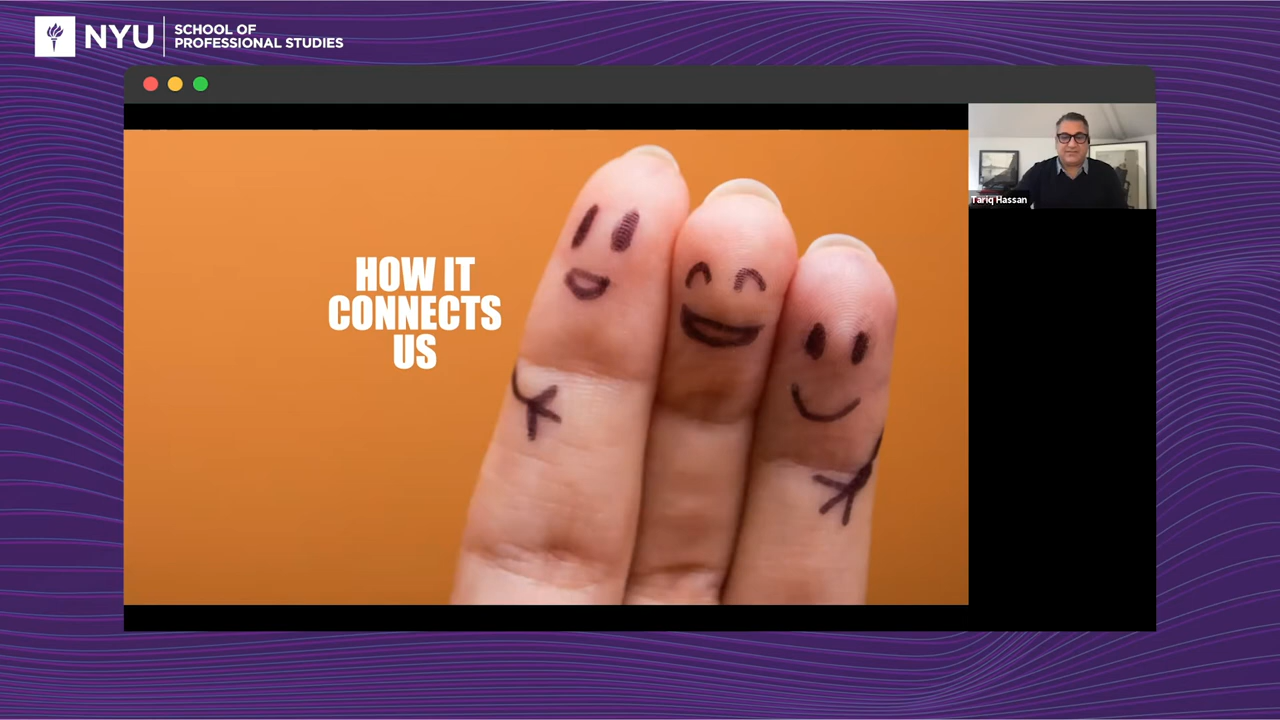 NYU
SCHOOL OF
PROFESSIONAL STUDIES
HOW IT
CONNECTS
US
Tariq Hassan